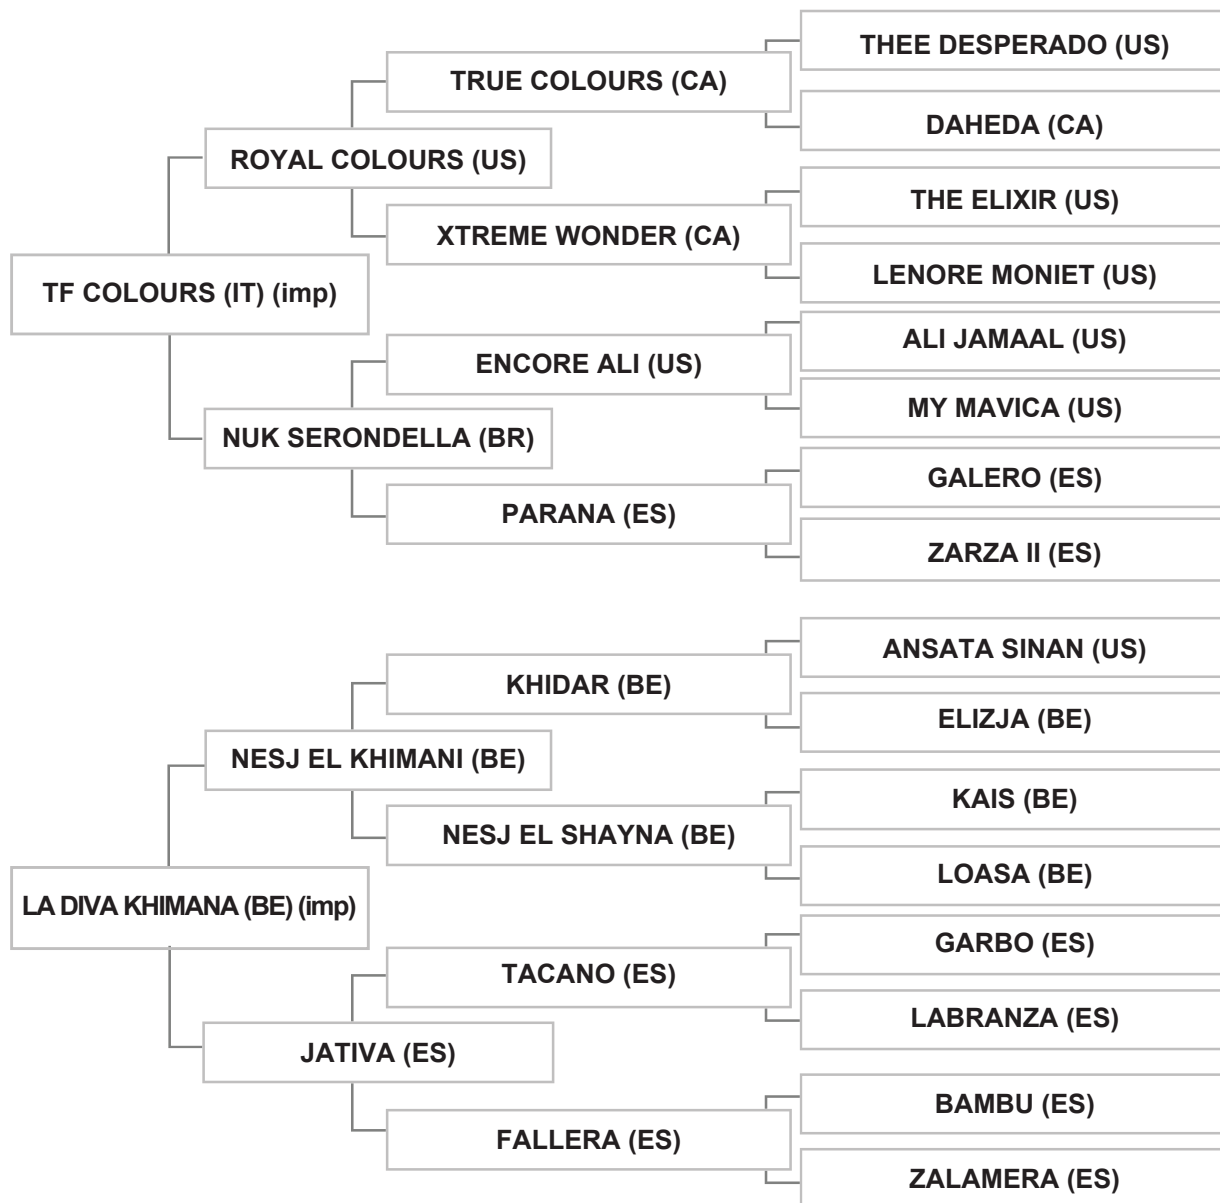 THEE DESPERADO (US)
TRUE COLOURS (CA)
DAHEDA (CA)
ROYAL COLOURS (US)
THE ELIXIR (US)
XTREME WONDER (CA)
LENORE MONIET (US)
TF COLOURS (IT) (imp)
ALI JAMAAL (US)
ENCORE ALI (US)
MY MAVICA (US)
NUK SERONDELLA (BR)
GALERO (ES)
PARANA (ES)
ZARZA II (ES)
ANSATA SINAN (US)
KHIDAR (BE)
ELIZJA (BE)
NESJ EL KHIMANI (BE)
KAIS (BE)
NESJ EL SHAYNA (BE)
LOASA (BE)
LA DIVA KHIMANA (BE) (imp)
GARBO (ES)
TACANO (ES)
LABRANZA (ES)
JATIVA (ES)
BAMBU (ES)
FALLERA (ES)
ZALAMERA (ES)